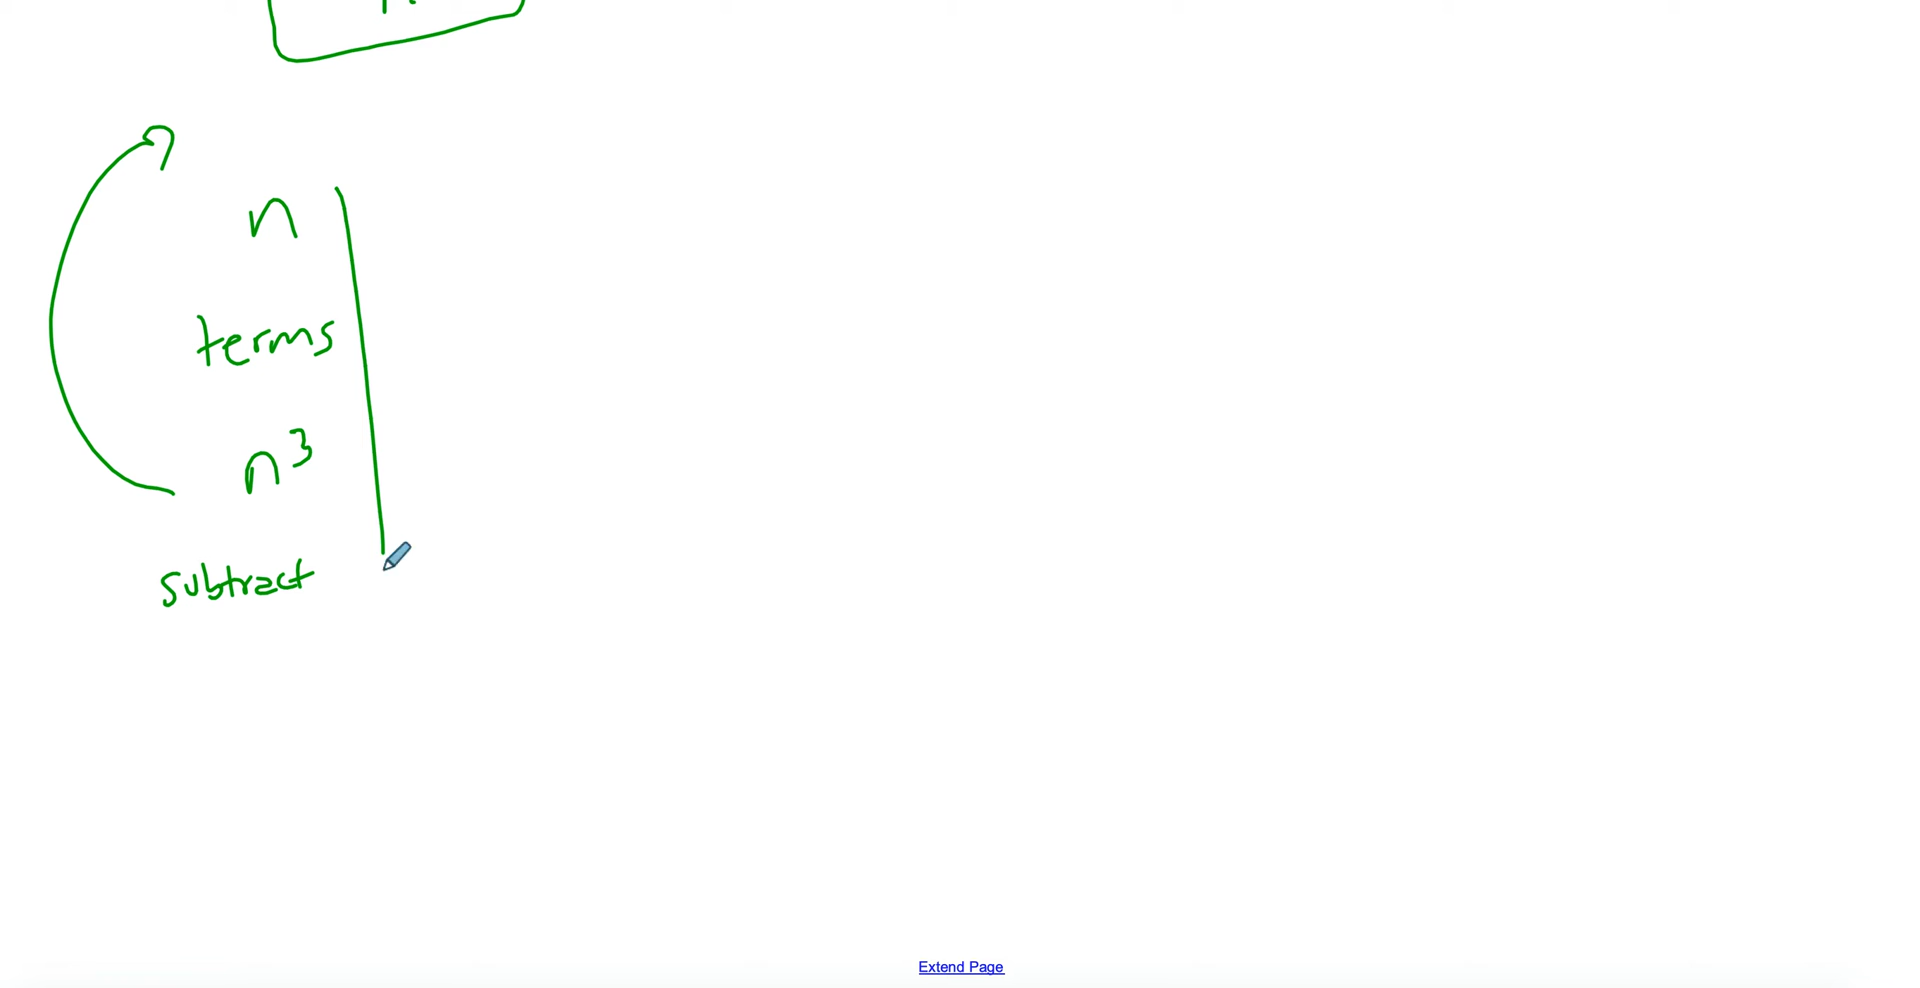 n
terms
n³
subtract
Extend Page